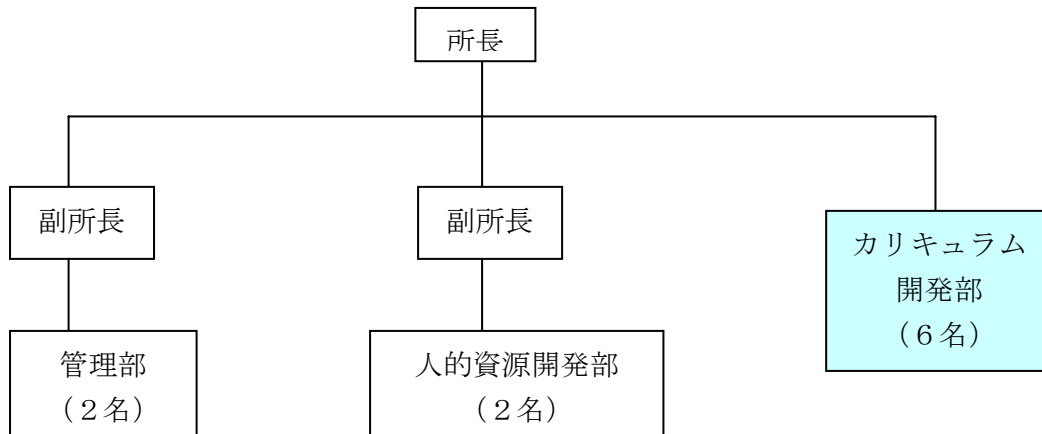 所長
副所長
副所長
カリキュラム
開発部
（６名）
管理部
（２名）
人的資源開発部
（２名）